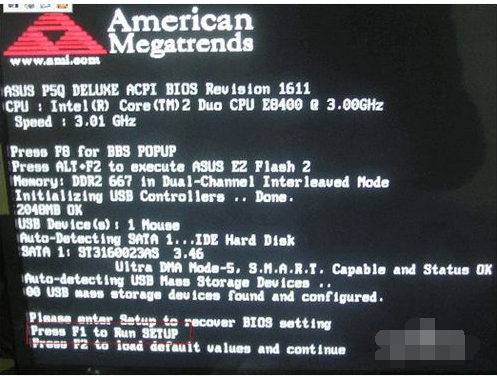 American
Megatrends
www.ami.com
ASUS P5Q DELUXE ACPI BIOS Revision 1611
CPU : Intel(R) Core(TM)2 Duo CPU E8400 @ 3.00GHz
Speed : 3.01 GHz
Press F8 for BBS POPUP
Press ALT+F2 to execute ASUS EZ Flash 2
Memory: DDR2 667 in Dual-Channel Interleaved Mode
Initializing USB Controllers .. Done.
2048MB OK
USB Device(s): 1 Mouse
Auto-Detecting SATA 1...IDE Hard Disk
SATA 1: ST3160023AS 3.46
Ultra DMA Mode-5, S.M.A.R.T. Capable and Status OK
Auto-detecting USB Mass Storage Devices ..
00 USB mass storage devices found and configured.
Please enter Setup to recover BIOS setting
Press F1 to Run SETUP
Press F2 to load default values and continue